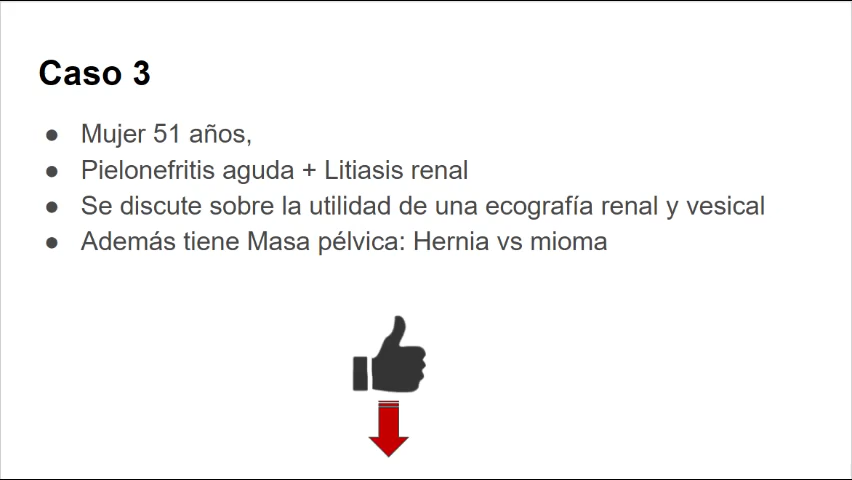 Caso 3
● Mujer 51 años,
● Pielonefritis aguda + Litiasis renal
● Se discute sobre la utilidad de una ecografía renal y vesical
● Además tiene Masa pélvica: Hernia vs mioma